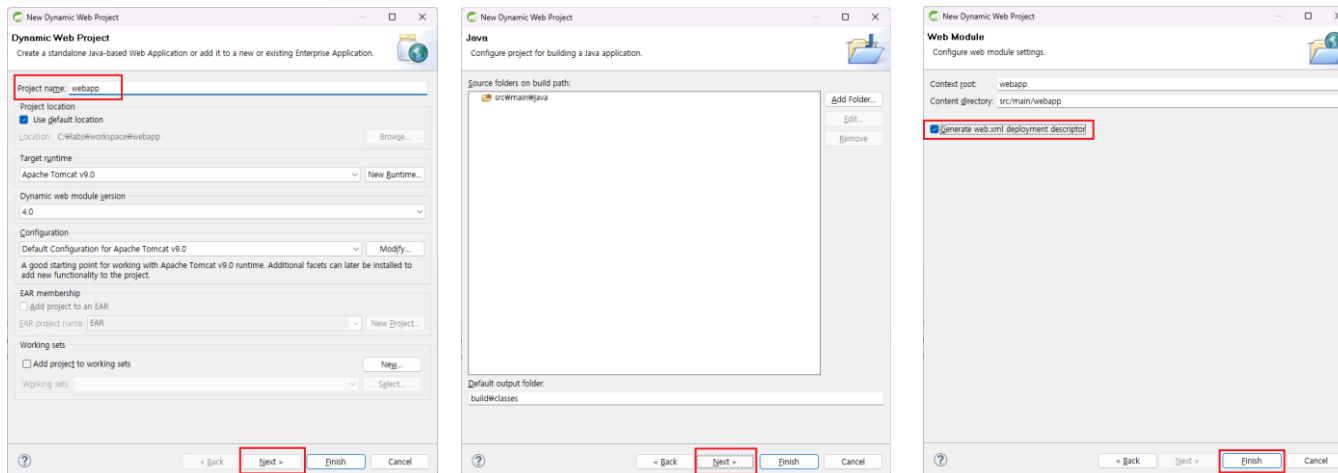 New Dynamic Web Project
Dynamic Web Project
Create a standalone Java-based Web Application or add it to a new or existing Enterprise Application.
Project name: webapp
Project location
Use default location
Location: C:₩labs₩workspace₩webapp
Browse...
Target runtime
Apache Tomcat v9.0
New Runtime...
Dynamic web module version
4.0
Configuration
Default Configuration for Apache Tomcat v9.0
Modify...
A good starting point for working with Apache Tomcat v9.0 runtime. Additional facets can later be installed to
add new functionality to the project.
EAR membership
Add project to an EAR
EAR project name: EAR
New Project...
Working sets
Add project to working sets
New...
Working sets:
Select...
< Back
Next >
Finish
Cancel
New Dynamic Web Project
Java
Configure project for building a Java application.
Source folders on build path:
src₩main₩java
Add Folder...
Edit...
Remove
Default output folder:
build₩classes
< Back
Next >
Finish
Cancel
New Dynamic Web Project
Web Module
Configure web module settings.
Context root: webapp
Content directory: src/main/webapp
Generate web.xml deployment descriptor
< Back
Next >
Finish
Cancel